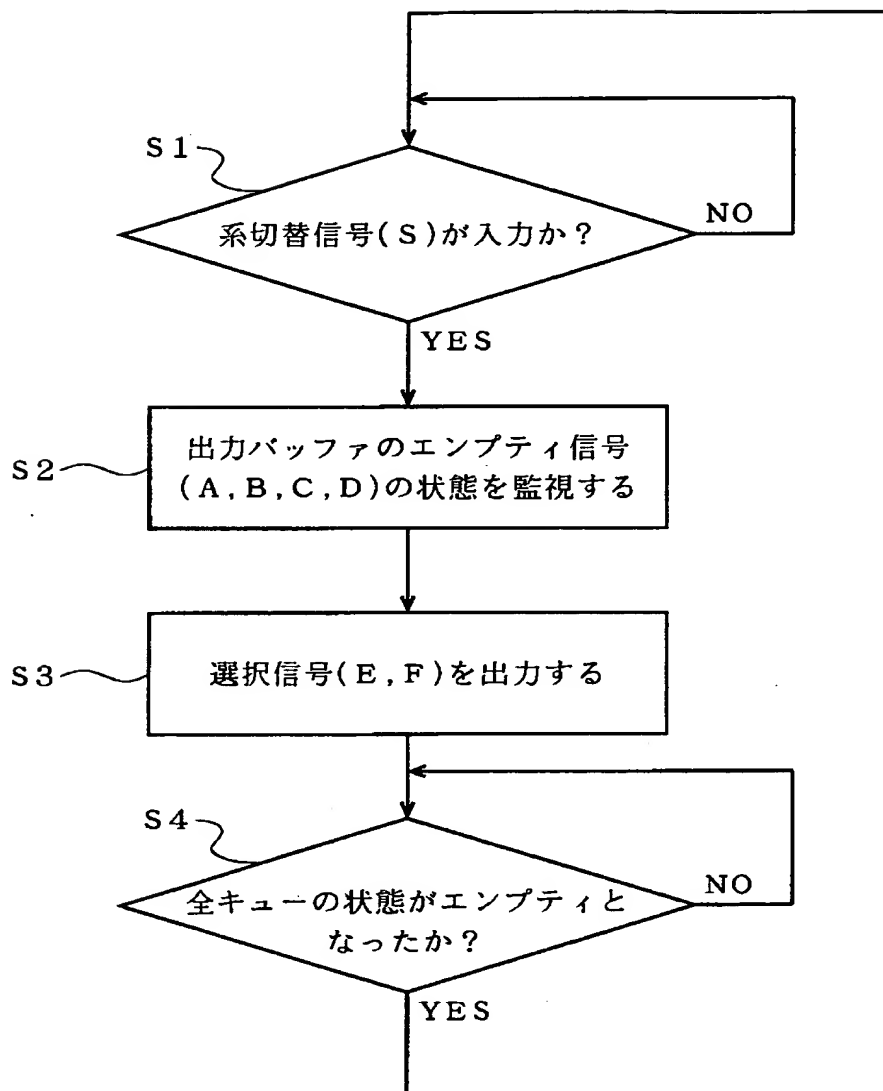 S1
系切替信号(S)が入力か?
NO
YES
S2
出力バッファのエンプティ信号
(A,B,C,D)の状態を監視する
S3
選択信号(E,F)を出力する
S4
全キューの状態がエンプティと
なったか?
NO
YES